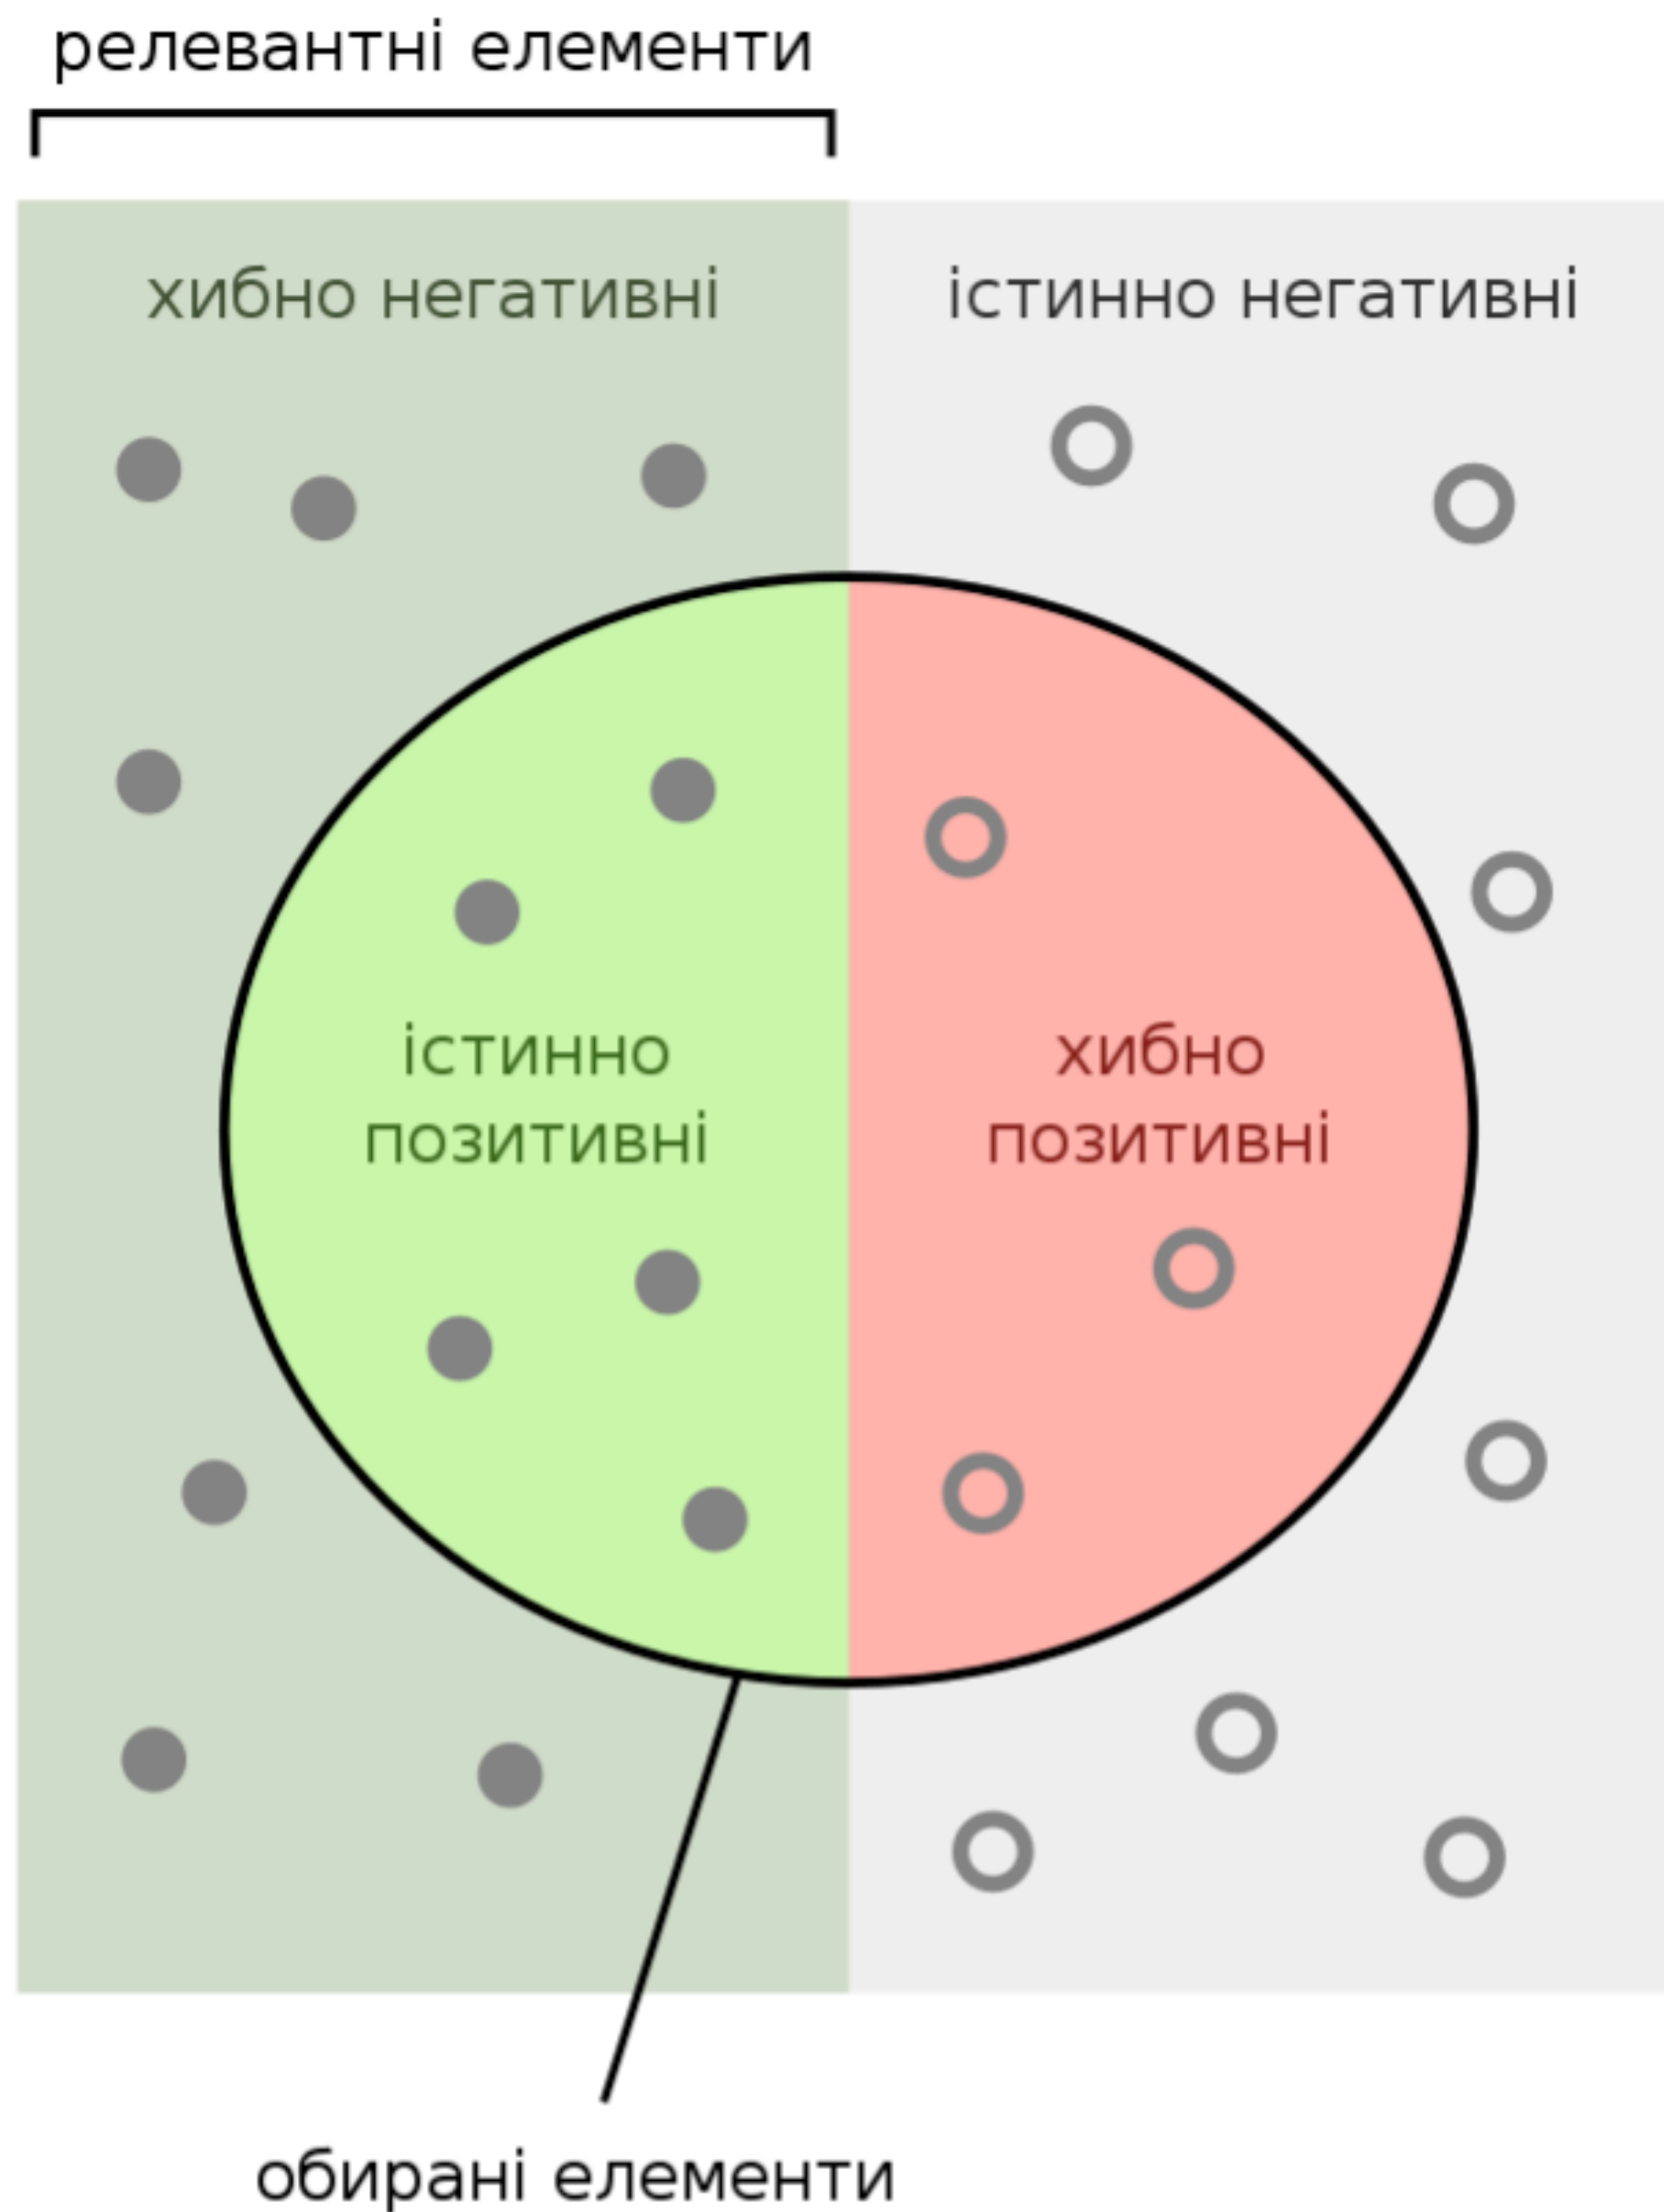 релевантні елементи
хибно негативні
істинно негативні
істинно
позитивні
хибно
позитивні
обирані елементи